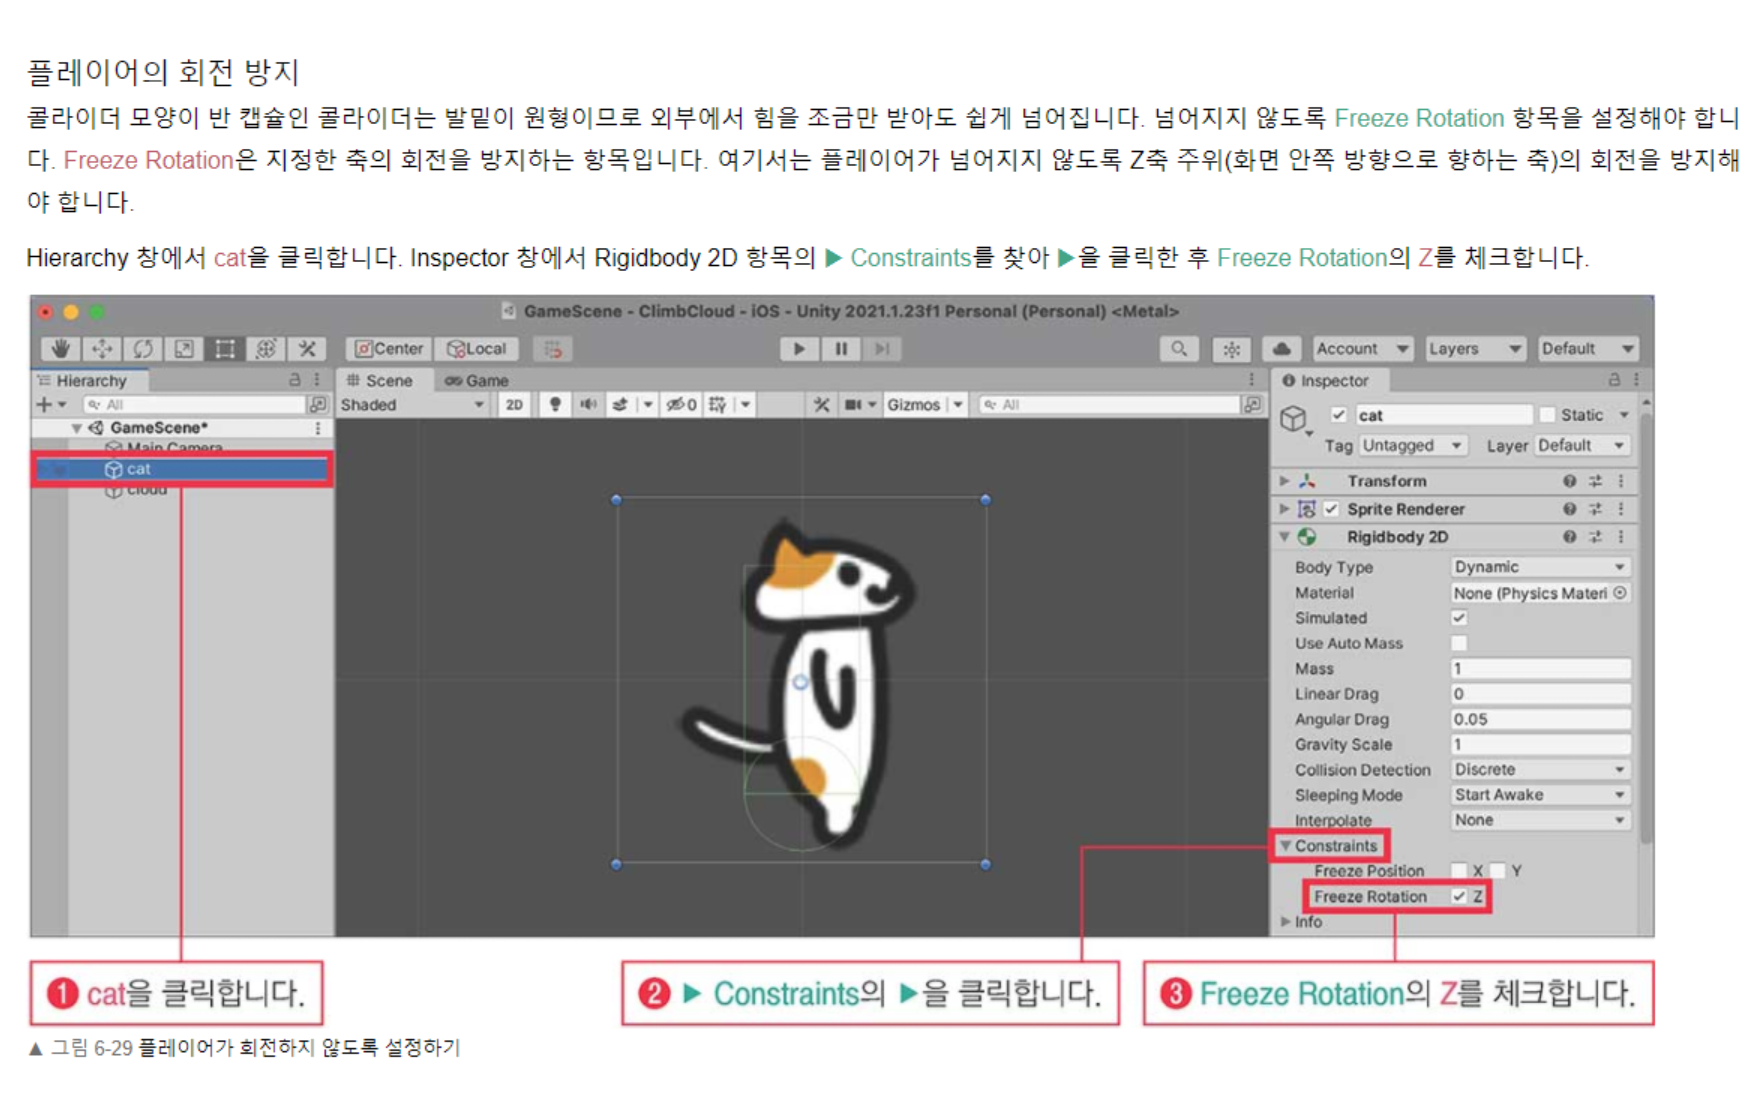 플레이어의 회전 방지
콜라이더 모양이 반 캡슐인 콜라이더는 발밑이 원형이므로 외부에서 힘을 조금만 받아도 쉽게 넘어집니다. 넘어지지 않도록 Freeze Rotation 항목을 설정해야 합니
다. Freeze Rotation은 지정한 축의 회전을 방지하는 항목입니다. 여기서는 플레이어가 넘어지지 않도록 Z축 주위(화면 안쪽 방향으로 향하는 축)의 회전을 방지해
야 합니다.
Hierarchy 창에서 cat을 클릭합니다. Inspector 창에서 Rigidbody 2D 항목의 ▶ Constraints를 찾아 ▶을 클릭한 후 Freeze Rotation의 Z를 체크합니다.
GameScene - ClimbCloud - iOS - Unity 2021.1.23f1 Personal (Personal) <Metal>
Center Local Account Layers Default
Hierarchy Scene Game Inspector
All Shaded 2D 0 Gizmos All
GameScene*
Main Camera
cat
cloud
cat Static
Tag Untagged Layer Default
Transform
Sprite Renderer
Rigidbody 2D
Body Type Dynamic
Material None (Physics Materi
Simulated
Use Auto Mass
Mass 1
Linear Drag 0
Angular Drag 0.05
Gravity Scale 1
Collision Detection Discrete
Sleeping Mode Start Awake
Interpolate None
Constraints
Freeze Position X Y
Freeze Rotation Z
Info
1 cat을 클릭합니다.
2 ▶ Constraints의 ▶을 클릭합니다.
3 Freeze Rotation의 Z를 체크합니다.
▲ 그림 6-29 플레이어가 회전하지 않도록 설정하기